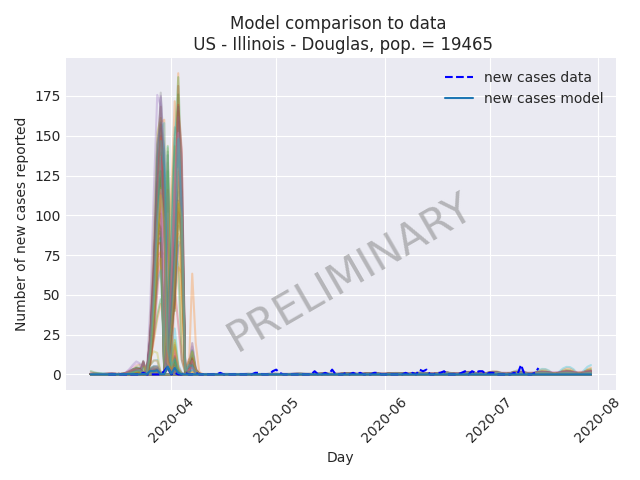 Model comparison to data
US - Illinois - Douglas, pop. = 19465
new cases data
new cases model
Number of new cases reported
175
150
125
100
75
50
25
0
PRELIMINARY
2020-04
2020-05
2020-06
2020-07
2020-08
Day